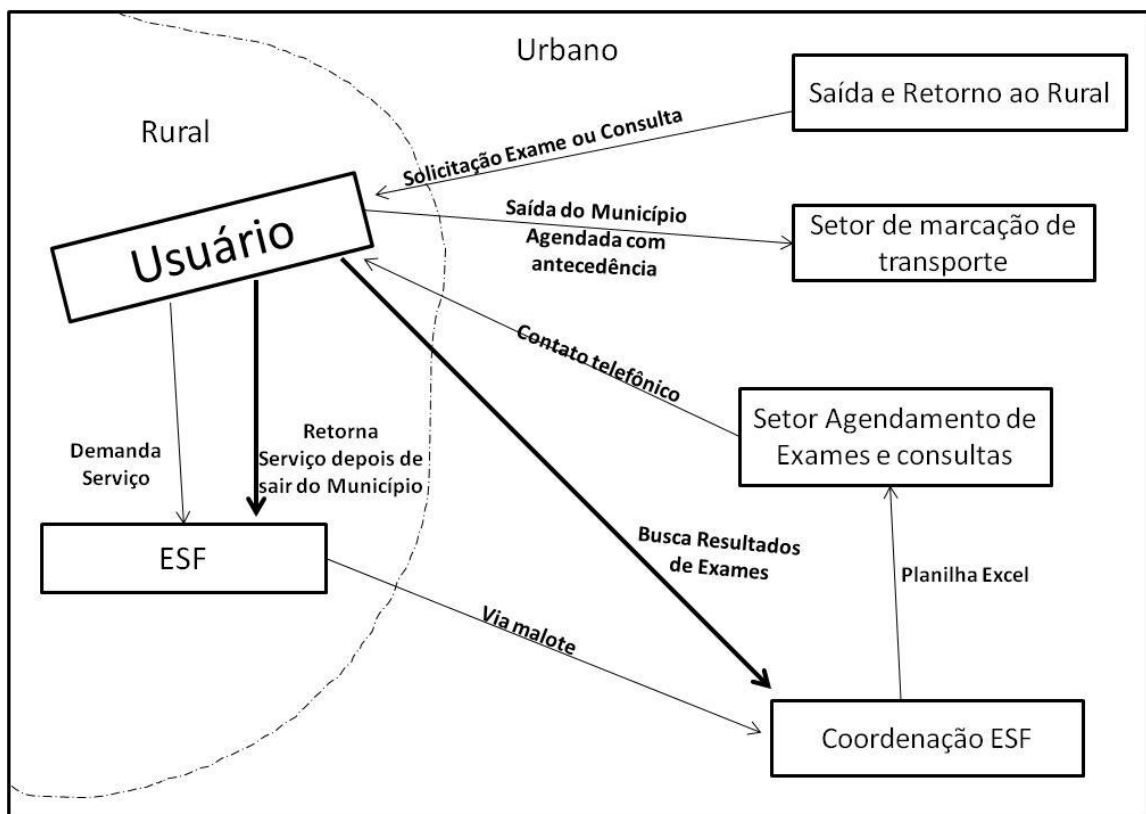 Urbano
Saída e Retorno ao Rural
Rural
Solicitação Exame ou Consulta
Usuário
Saída do Município
Agendada com
antecedência
Setor de marcação de
transporte
Contato telefônico
Setor Agendamento de
Exames e consultas
Demanda
Serviço
Retorna
Serviço depois de
sair do Município
ESF
Busca Resultados
de Exames
Planilha Excel
Via malote
Coordenação ESF